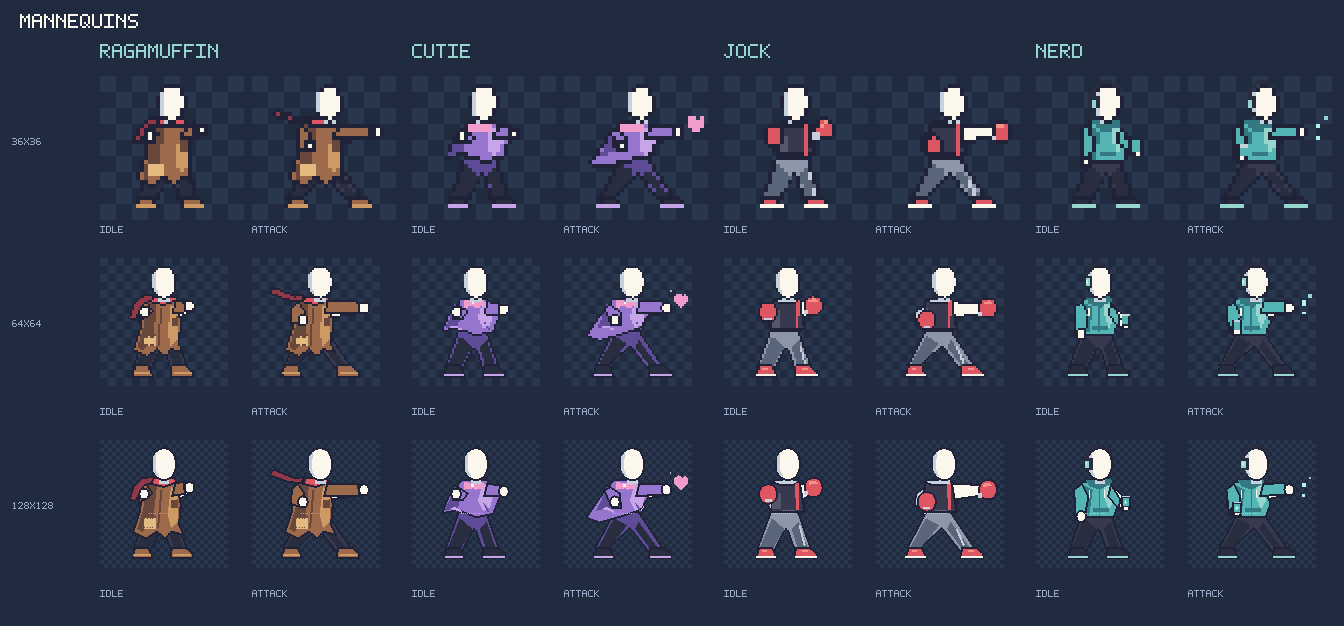 MANNEQUINS
RAGAMUFFIN CUTIE JOCK NERD
36X36
IDLE ATTACK IDLE ATTACK IDLE ATTACK IDLE ATTACK
64X64
IDLE ATTACK IDLE ATTACK IDLE ATTACK IDLE ATTACK
128X128
IDLE ATTACK IDLE ATTACK IDLE ATTACK IDLE ATTACK